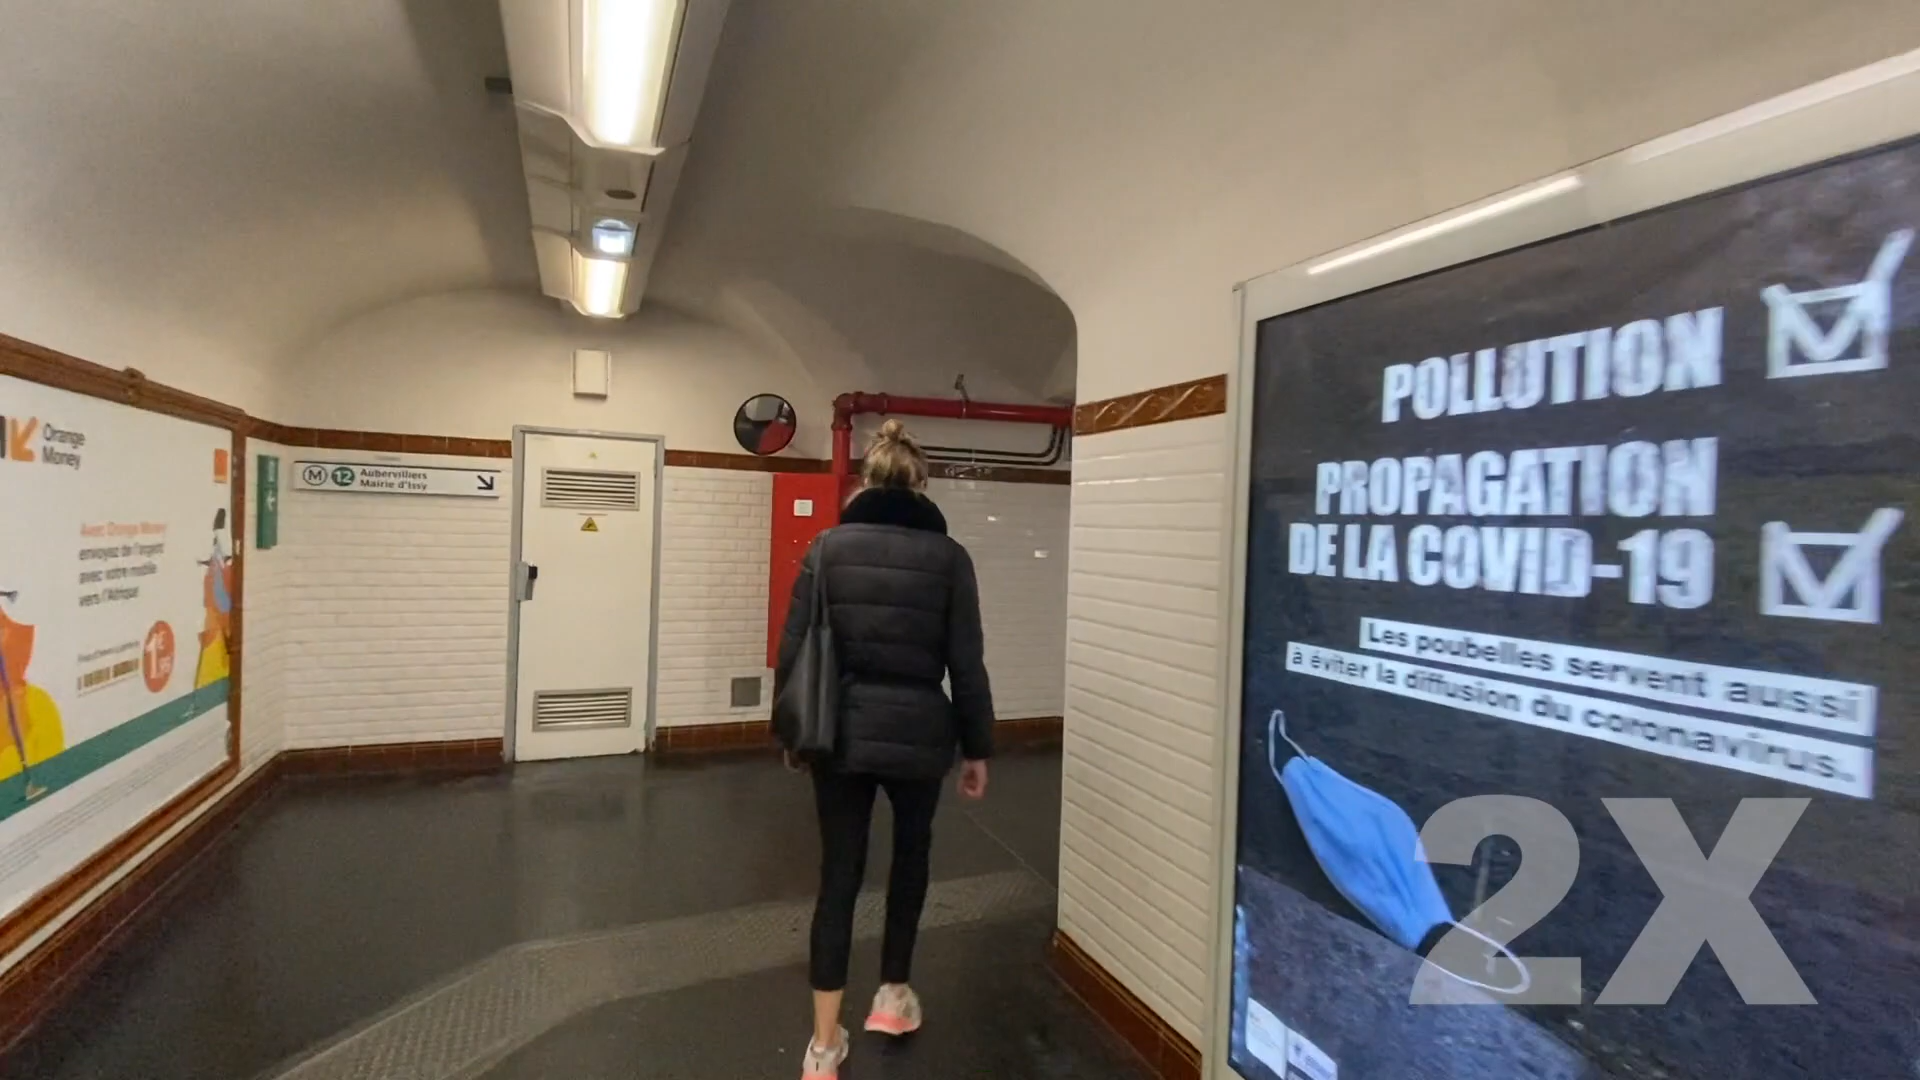 Orange
Money
Avec Orange Money
envoyez de l'argent
avec votre mobile
vers l'Afrique
1€
M 12 Aubervilliers
Mairie d'Issy
POLLUTION
PROPAGATION
DE LA COVID-19
Les poubelles servent aussi
à éviter la diffusion du coronavirus.
2X